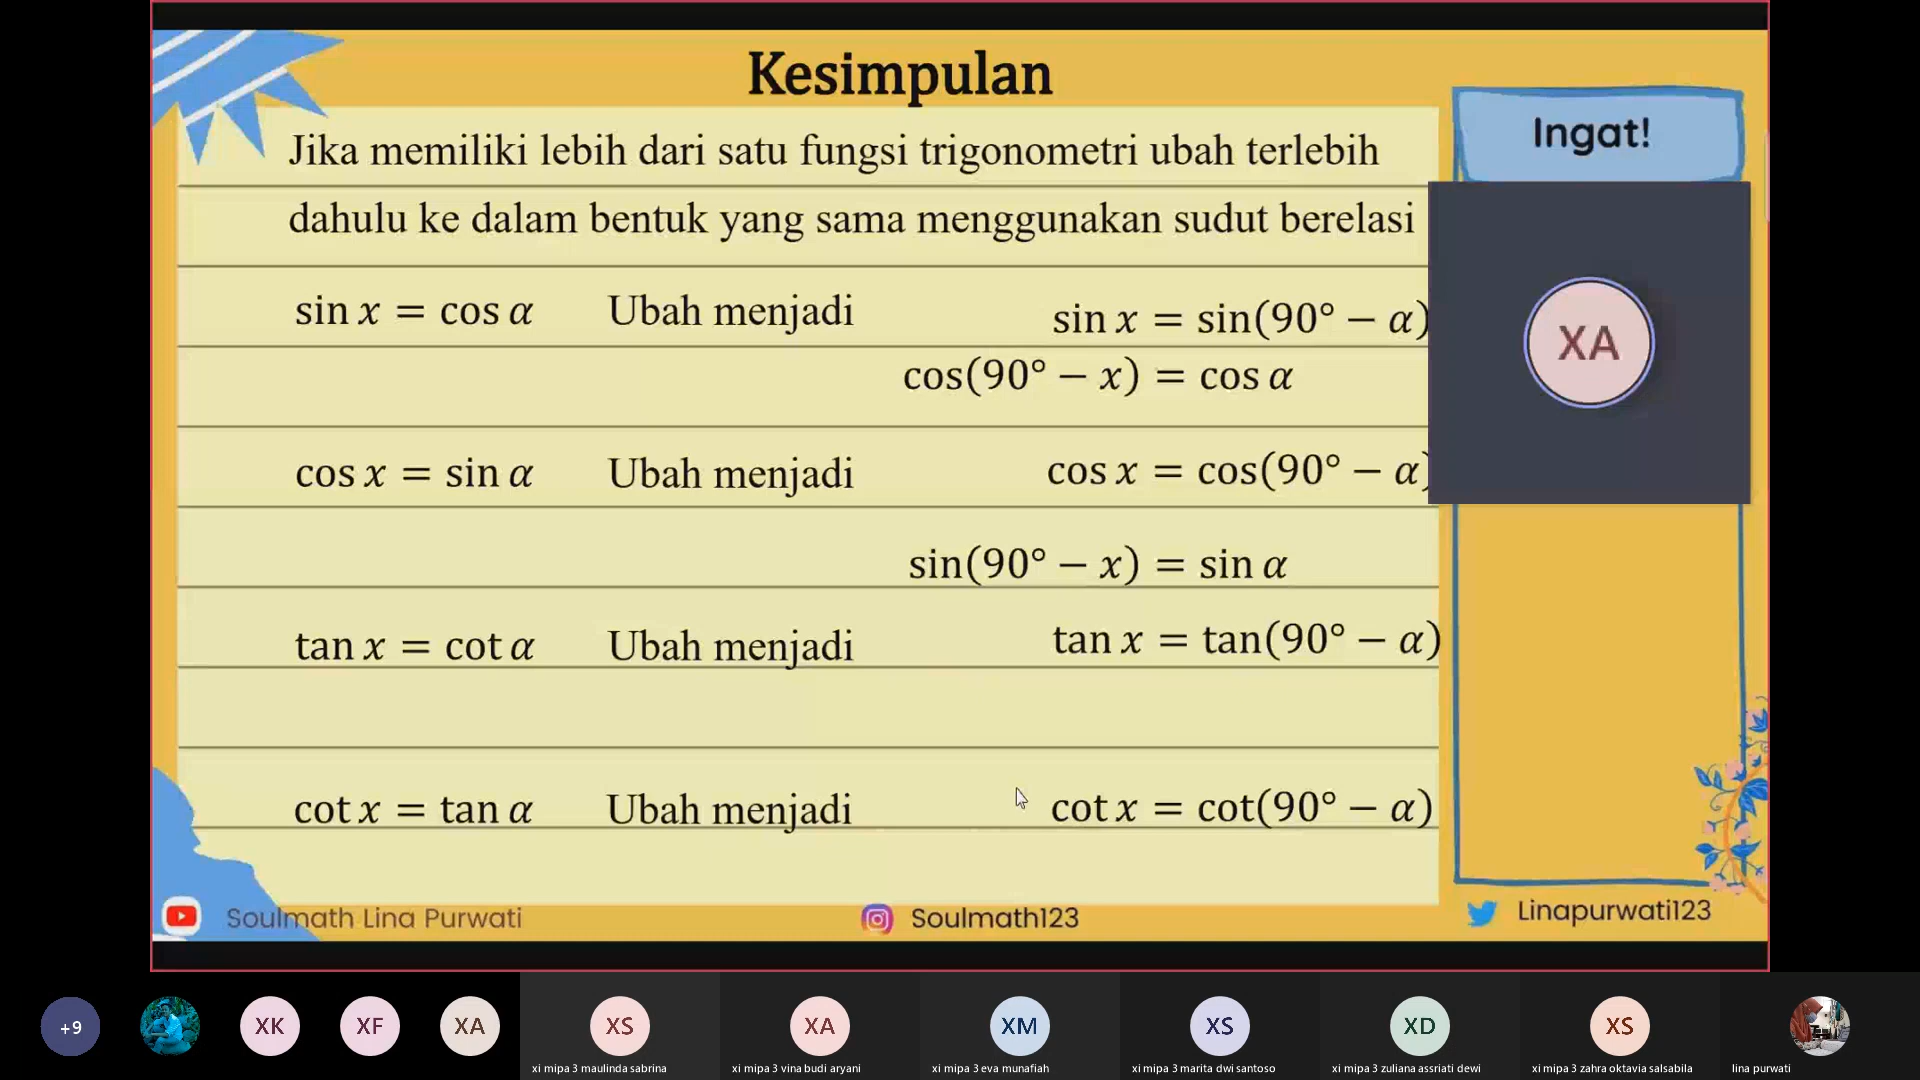 Kesimpulan
Ingat!
Jika memiliki lebih dari satu fungsi trigonometri ubah terlebih
dahulu ke dalam bentuk yang sama menggunakan sudut berelasi
sin x = cos α Ubah menjadi sin x = sin(90° − α)
cos(90° − x) = cos α
cos x = sin α Ubah menjadi cos x = cos(90° − α)
sin(90° − x) = sin α
tan x = cot α Ubah menjadi tan x = tan(90° − α)
cot x = tan α Ubah menjadi cot x = cot(90° − α)
XA
Soulmath Lina Purwati
Soulmath123
Linapurwati123
+9
XK
XF
XA
XS
XA
XM
XS
XD
XS
xi mipa 3 maulinda sabrina
xi mipa 3 vina budi aryani
xi mipa 3 eva munafiah
xi mipa 3 marita dwi santoso
xi mipa 3 zuliana assriati dewi
xi mipa 3 zahra oktavia salsabila
lina purwati